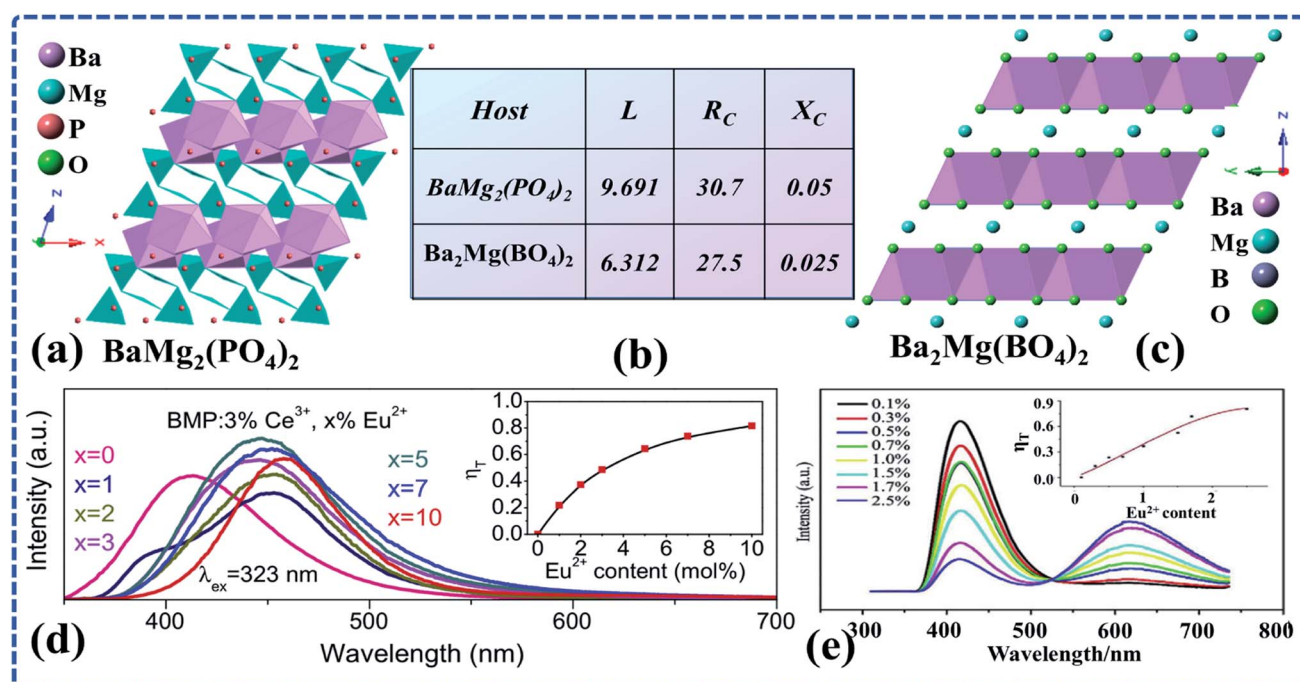 Ba
Mg
P
O
z
y
x
(a) BaMg₂(PO₄)₂
Host L R_C X_C
BaMg₂(PO₄)₂ 9.691 30.7 0.05
Ba₂Mg(BO₄)₂ 6.312 27.5 0.025
(b)
z
y
Ba
Mg
B
O
Ba₂Mg(BO₄)₂ (c)
BMP:3% Ce³⁺, x% Eu²⁺
x=0
x=1
x=2
x=3
x=5
x=7
x=10
λex=323 nm
Intensity (a.u.)
400 500 600 700
Wavelength (nm)
(d)
ηT
1.0
0.8
0.6
0.4
0.2
0.0
0 2 4 6 8 10
Eu²⁺ content (mol%)
0.1%
0.3%
0.5%
0.7%
1.0%
1.5%
1.7%
2.5%
Intensity (a.u.)
ηT
0.9
0.6
0.3
0.0
0 1 2
Eu²⁺ content
300 400 500 600 700 800
Wavelength/nm
(e)